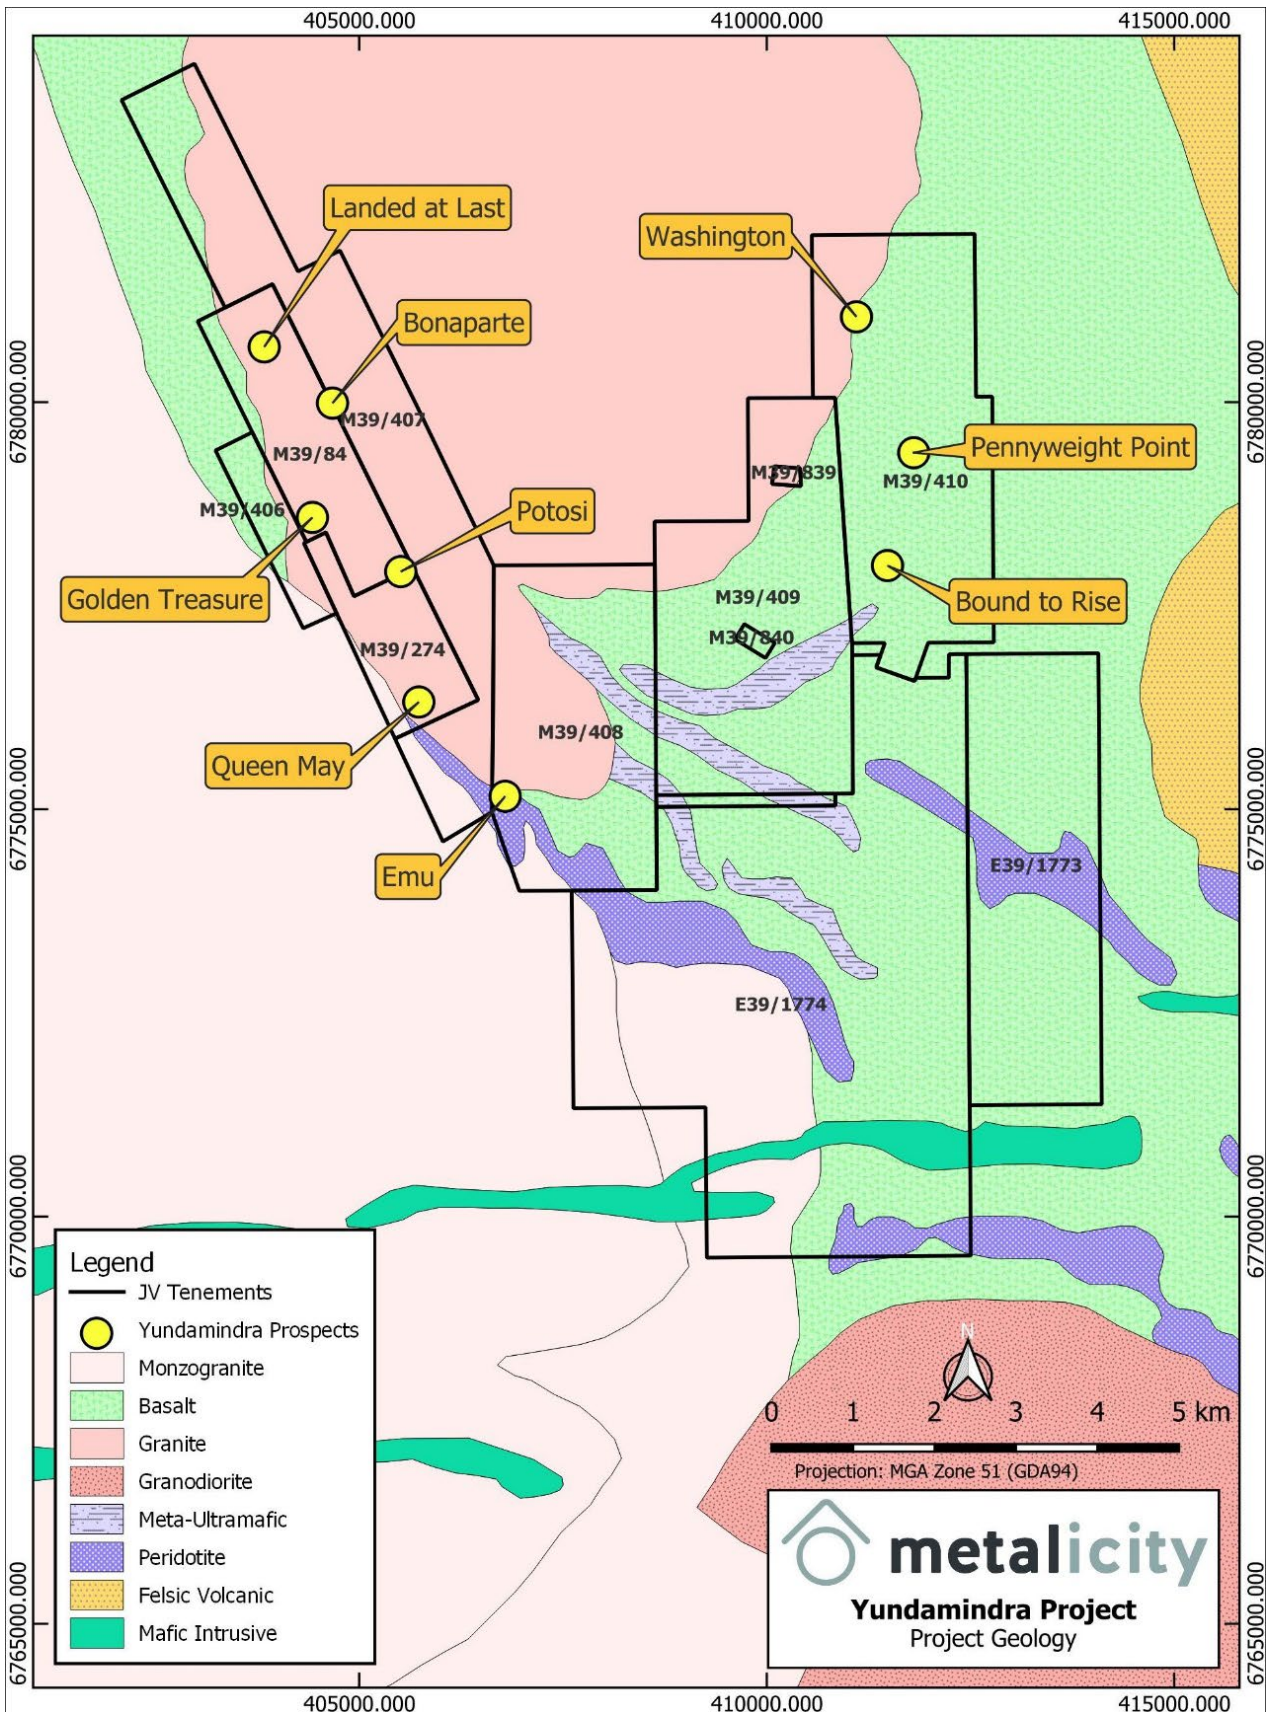 405000.000
410000.000
415000.000
Landed at Last
Washington
Bonaparte
6780000.000
6780000.000
M39/407
M39/84
Pennyweight Point
M39/839
M39/410
M39/406
Potosi
Golden Treasure
M39/409
Bound to Rise
M39/840
M39/274
M39/408
Queen May
6775000.000
6775000.000
Emu
E39/1773
E39/1774
6770000.000
6770000.000
Legend
JV Tenements
Yundamindra Prospects
Monzogranite
Basalt
Granite
Granodiorite
Meta-Ultramafic
Peridotite
Felsic Volcanic
Mafic Intrusive
N
0 1 2 3 4 5 km
Projection: MGA Zone 51 (GDA94)
metalicity
Yundamindra Project
Project Geology
6765000.000
6765000.000
405000.000
410000.000
415000.000